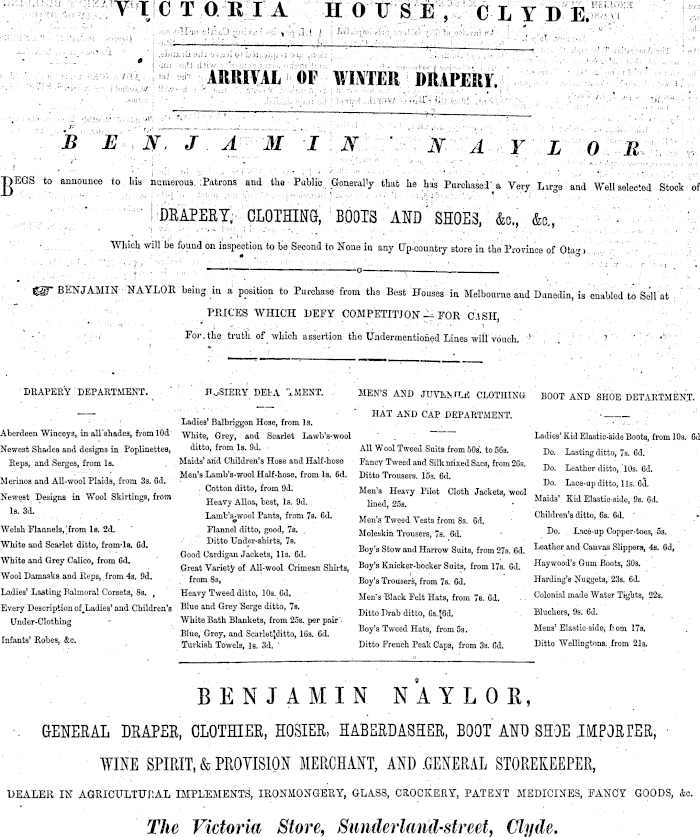 VICTORIA HOUSE, CLYDE.
ARRIVAL OF WINTER DRAPERY.
BENJAMIN NAYLOR
BEGS to announce to his numerous Patrons and the Public Generally that he has Purchased a Very Large and Well selected Stock of
DRAPERY, CLOTHING, BOOTS AND SHOES, &c., &c.,
Which will be found on inspection to be Second to None in any Up-country store in the Province of Otago
BENJAMIN NAYLOR being in a position to Purchase from the Best Houses in Melbourne and Dunedin, is enabled to Sell at
PRICES WHICH DEFY COMPETITION—FOR CASH,
For the truth of which assertion the Undermentioned Lines will vouch.
DRAPERY DEPARTMENT.
Aberdeen Winceys, in all shades, from 10d
Newest Shades and designs in Poplinettes,
Reps, and Serges, from 1s.
Merinos and All-wool Plaids, from 3s. 6d.
Newest Designs in Wool Skirtings, from
1s. 3d.
Welsh Flannels, from 1s. 2d.
White and Scarlet ditto, from 1s. 6d.
White and Grey Calico, from 6d.
Wool Damasks and Reps, from 4s. 9d.
Ladies' Lasting Balmoral Corsets, 8s.
Every Description of Ladies' and Children's
Under-Clothing
Infants' Robes, &c.
HOSIERY DEPARTMENT.
Ladies' Balbriggon Hose, from 1s.
White, Grey, and Scarlet Lamb's-wool
ditto, from 1s. 9d.
Maids' and Children's Hose and Half-hose
Men's Lamb's-wool Half-hose, from 1s. 6d.
Cotton ditto, from 9d.
Heavy Alloa, best, 1s. 9d.
Lamb's-wool Pants, from 7s. 6d.
Flannel ditto, good, 7s.
Ditto Under-shirts, 7s.
Good Cardigan Jackets, 11s. 6d.
Great Variety of All-wool Crimean Shirts,
from 8s,
Heavy Tweed ditto, 10s. 6d.
Blue and Grey Serge ditto, 7s.
White Bath Blankets, from 25s. per pair
Blue, Grey, and Scarlet ditto, 16s. 6d.
Turkish Towels, 1s. 3d.
MEN'S AND JUVENILE CLOTHING
HAT AND CAP DEPARTMENT.
All Wool Tweed Suits from 50s. to 56s.
Fancy Tweed and Silk mixed Sacs, from 26s.
Ditto Trousers. 15s. 6d.
Men's Heavy Pilot Cloth Jackets, wool
lined, 25s.
Men's Tweed Vests from 8s. 6d.
Moleskin Trousers, 7s. 6d.
Boy's Stow and Harrow Suits, from 27s. 6d.
Boy's Knicker-bocker Suits, from 17s. 6d.
Boy's Trousers, from 7s. 6d.
Men's Black Felt Hats, from 7s. 6d.
Ditto Drab ditto, 6s. 6d.
Boy's Tweed Hats, from 5s.
Ditto French Peak Caps, from 3s. 6d.
BOOT AND SHOE DETARTMENT.
Ladies' Kid Elastic-side Boots, from 10s. 6d
Do. Lasting ditto, 7s. 6d.
Do. Leather ditto, 10s. 6d.
Do. Lace-up ditto, 11s. 6d.
Maids' Kid Elastic-side, 9s. 6d.
Children's ditto, 6s. 6d.
Do. Lace-up Copper-toes, 5s.
Leather and Canvas Slippers, 4s. 6d,
Haywood's Gum Boots, 30s.
Harding's Nuggets, 23s. 6d.
Colonial made Water Tights, 22s.
Bluchers, 9s. 6d.
Mens' Elastic-side, from 17s,
Ditto Wellingtons. from 21s.
BENJAMIN NAYLOR,
GENERAL DRAPER, CLOTHIER, HOSIER, HABERDASHER, BOOT AND SHOE IMPORTER,
WINE SPIRIT, & PROVISION MERCHANT, AND GENERAL STOREKEEPER,
DEALER IN AGRICULTURAL IMPLEMENTS, IRONMONGERY, GLASS, CROCKERY, PATENT MEDICINES, FANCY GOODS, &c.
The Victoria Store, Sunderland-street, Clyde.